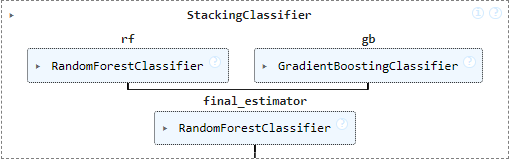 StackingClassifier
rf
gb
RandomForestClassifier
GradientBoostingClassifier
final_estimator
RandomForestClassifier